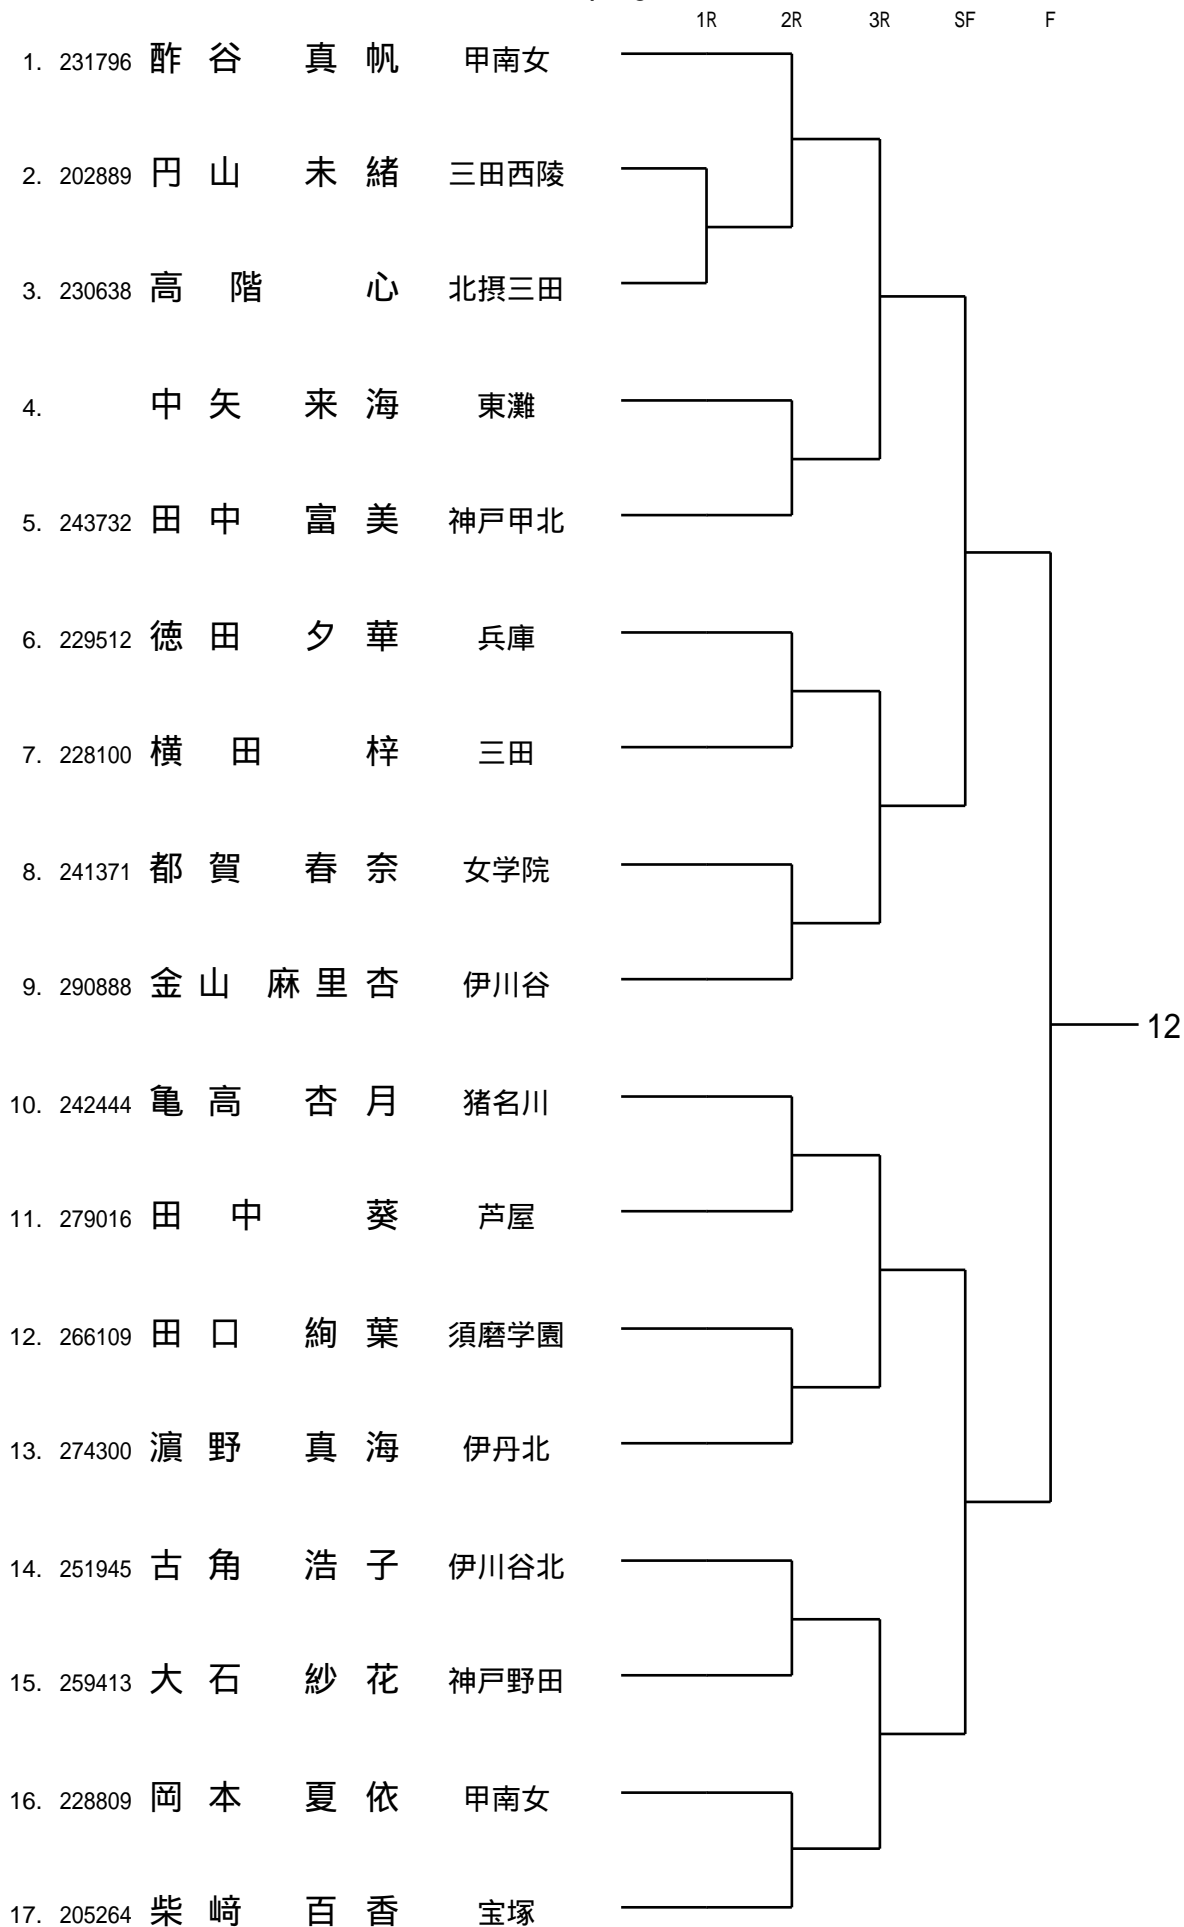 1R 2R 3R SF F
1. 231796 酢谷 真帆 甲南女
2. 202889 円山 未緒 三田西陵
3. 230638 高階 心 北摂三田
4. 中矢 来海 東灘
5. 243732 田中 富美 神戸甲北
6. 229512 徳田 夕華 兵庫
7. 228100 横田 梓 三田
8. 241371 都賀 春奈 女学院
9. 290888 金山 麻里杏 伊川谷
12
10. 242444 亀高 杏月 猪名川
11. 279016 田中 葵 芦屋
12. 266109 田口 絢葉 須磨学園
13. 274300 濵野 真海 伊丹北
14. 251945 古角 浩子 伊川谷北
15. 259413 大石 紗花 神戸野田
16. 228809 岡本 夏依 甲南女
17. 205264 柴﨑 百香 宝塚